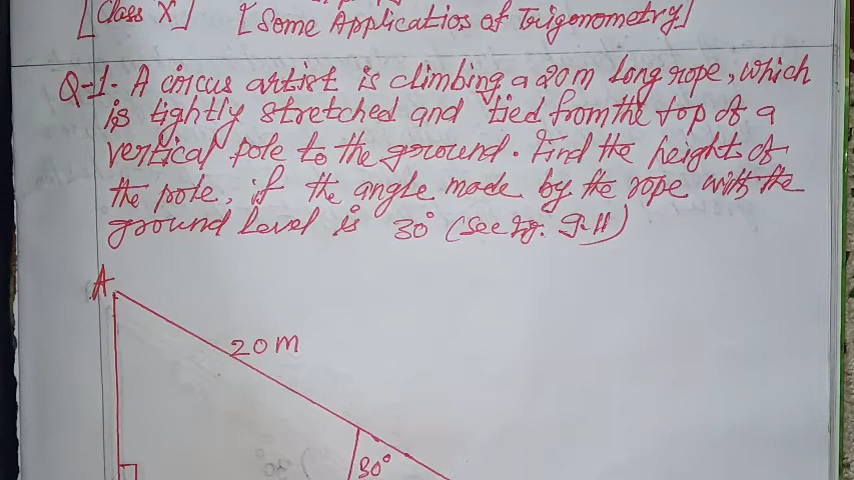 [Class X] [Some Applications of Trigonometry]
Q-1. A circus artist is climbing a 20m long rope, which
is tightly stretched and tied from the top of a
vertical pole to the ground. Find the height of
the pole, if the angle made by the rope with the
ground level is 30° (see fig. 9.11)
A
20 m
30°